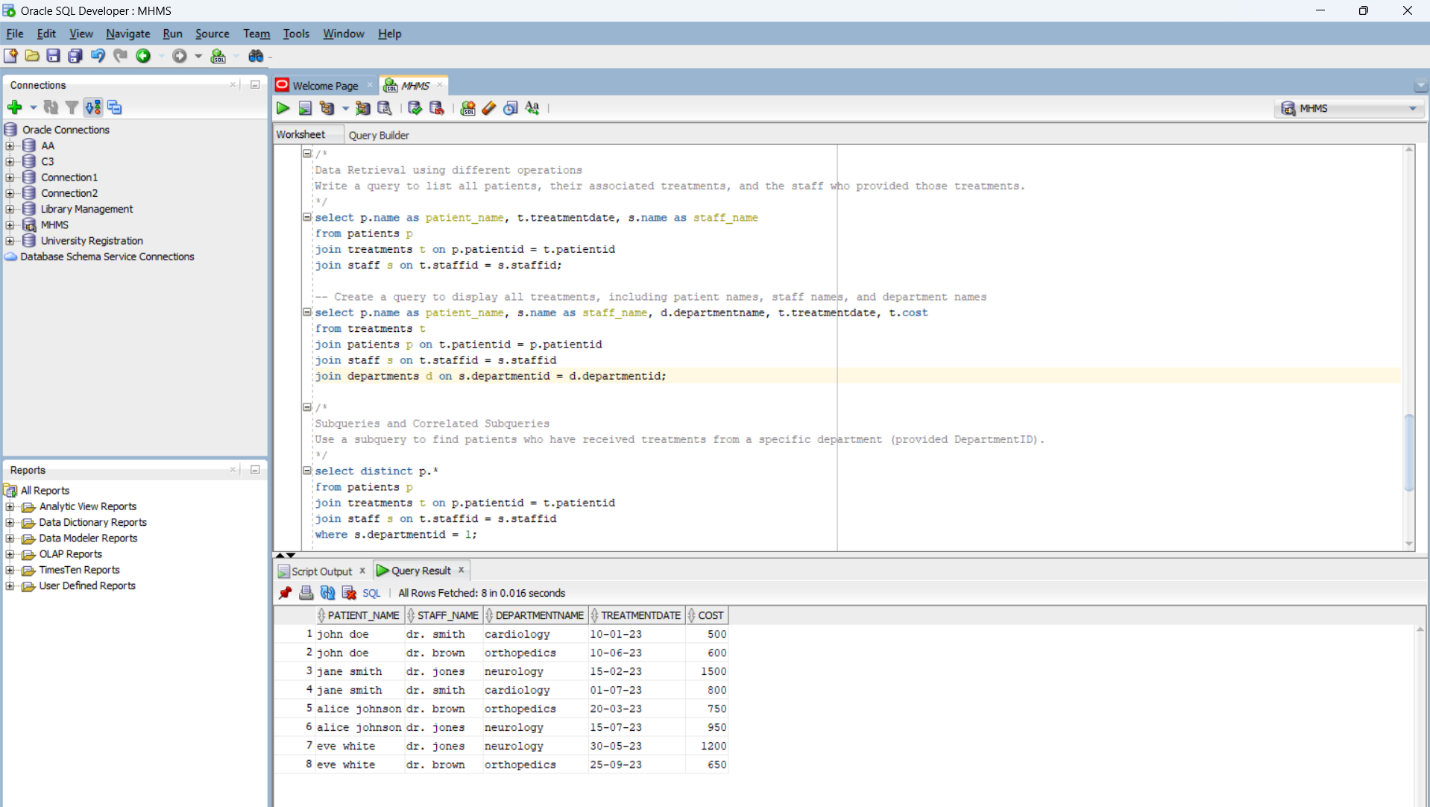 Oracle SQL Developer : MHMS
File Edit View Navigate Run Source Team Tools Window Help
Connections
Oracle Connections
AA
C3
Connection1
Connection2
Library Management
MHMS
University Registration
Database Schema Service Connections
Reports
All Reports
Analytic View Reports
Data Dictionary Reports
Data Modeler Reports
OLAP Reports
TimesTen Reports
User Defined Reports
Welcome Page MHMS
MHMS
Worksheet Query Builder
/*
Data Retrieval using different operations
Write a query to list all patients, their associated treatments, and the staff who provided those treatments.
*/
select p.name as patient_name, t.treatmentdate, s.name as staff_name
from patients p
join treatments t on p.patientid = t.patientid
join staff s on t.staffid = s.staffid;
-- Create a query to display all treatments, including patient names, staff names, and department names
select p.name as patient_name, s.name as staff_name, d.departmentname, t.treatmentdate, t.cost
from treatments t
join patients p on t.patientid = p.patientid
join staff s on t.staffid = s.staffid
join departments d on s.departmentid = d.departmentid;
/*
Subqueries and Correlated Subqueries
Use a subquery to find patients who have received treatments from a specific department (provided DepartmentID).
*/
select distinct p.*
from patients p
join treatments t on p.patientid = t.patientid
join staff s on t.staffid = s.staffid
where s.departmentid = 1;
Script Output Query Result
SQL All Rows Fetched: 8 in 0.016 seconds
PATIENT_NAME STAFF_NAME DEPARTMENTNAME TREATMENTDATE COST
1 john doe dr. smith cardiology 10-01-23 500
2 john doe dr. brown orthopedics 10-06-23 600
3 jane smith dr. jones neurology 15-02-23 1500
4 jane smith dr. smith cardiology 01-07-23 800
5 alice johnson dr. brown orthopedics 20-03-23 750
6 alice johnson dr. jones neurology 15-07-23 950
7 eve white dr. jones neurology 30-05-23 1200
8 eve white dr. brown orthopedics 25-09-23 650